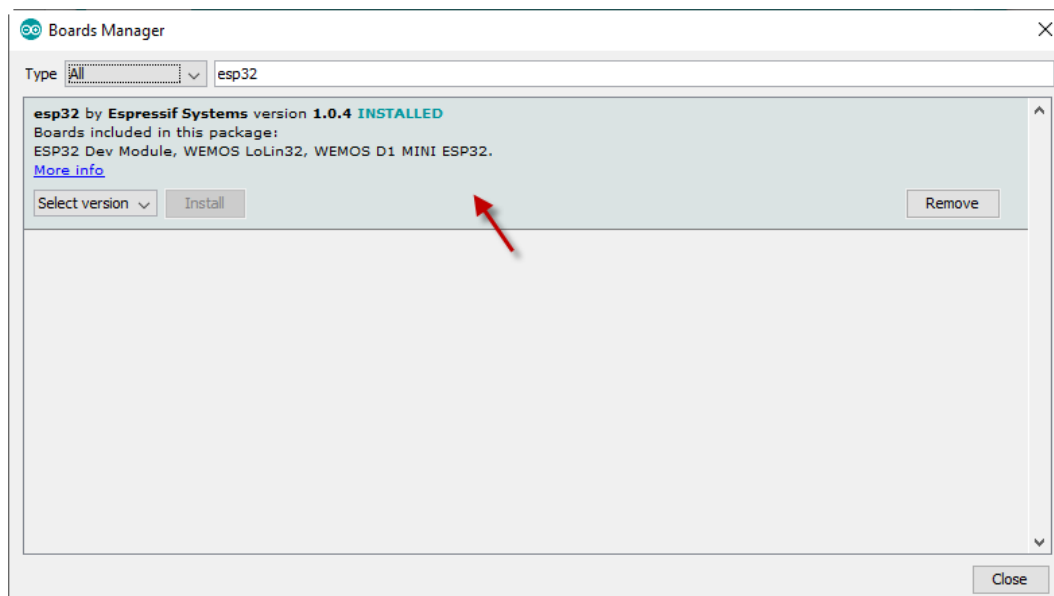 Boards Manager
Type All esp32
esp32 by Espressif Systems version 1.0.4 INSTALLED
Boards included in this package:
ESP32 Dev Module, WEMOS LoLin32, WEMOS D1 MINI ESP32.
More info
Select version Install Remove
Close